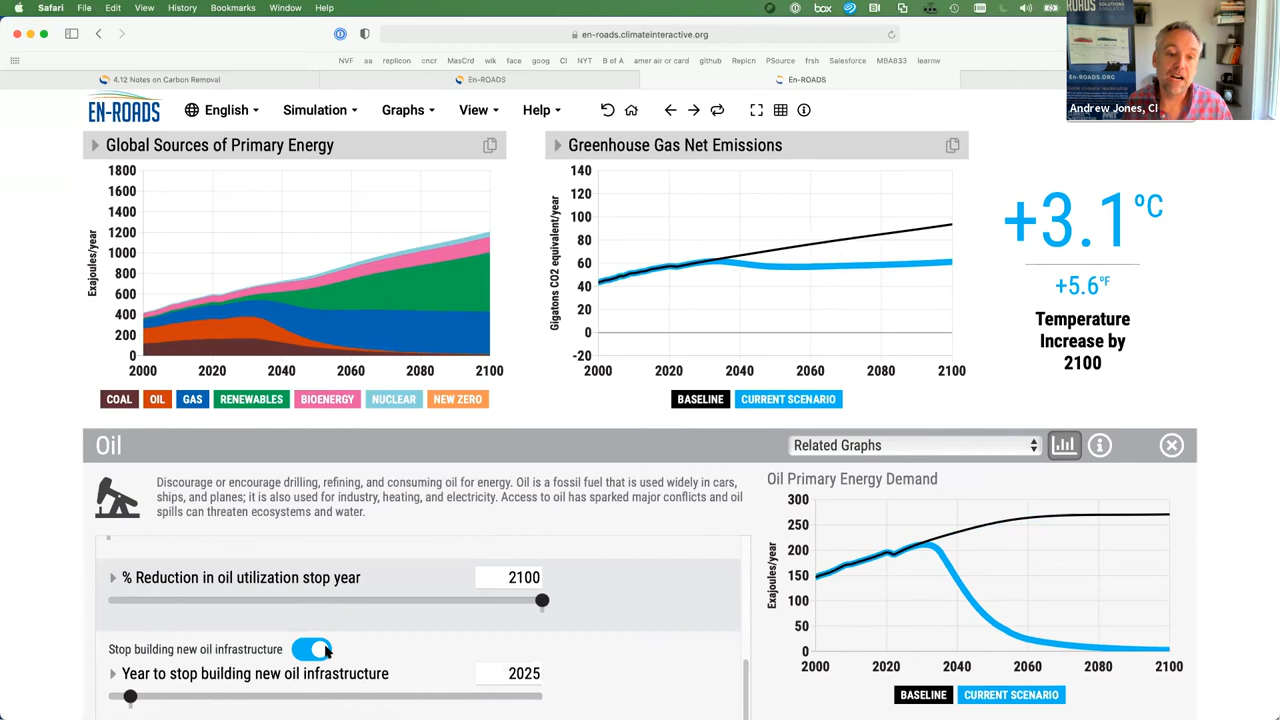 Safari File Edit View History Bookmarks Window Help
en-roads.climateinteractive.org
NVF aa policy cncr MasCrd wik face goog CI NYT B of A amer air cr card github Replcn PSource frsh Salesforce MBA833 learnw
4.12 Notes on Carbon Removal
En-ROADS
En-ROADS
SOLUTIONS
SIMULATOR
EN-ROADS.ORG
Andrew Jones, CI
EN-ROADS
English
Simulation
View
Help
Global Sources of Primary Energy
1800
1600
1400
1200
1000
800
600
400
200
0
Exajoules/year
2000 2020 2040 2060 2080 2100
COAL OIL GAS RENEWABLES BIOENERGY NUCLEAR NEW ZERO
Greenhouse Gas Net Emissions
140
120
100
80
60
40
20
0
-20
Gigatons CO2 equivalent/year
2000 2020 2040 2060 2080 2100
BASELINE CURRENT SCENARIO
+3.1 ºC
+5.6°F
Temperature
Increase by
2100
Oil
Related Graphs
Discourage or encourage drilling, refining, and consuming oil for energy. Oil is a fossil fuel that is used widely in cars,
ships, and planes; it is also used for industry, heating, and electricity. Access to oil has sparked major conflicts and oil
spills can threaten ecosystems and water.
% Reduction in oil utilization stop year 2100
Stop building new oil infrastructure
Year to stop building new oil infrastructure 2025
Oil Primary Energy Demand
300
250
200
150
100
50
0
Exajoules/year
2000 2020 2040 2060 2080 2100
BASELINE CURRENT SCENARIO